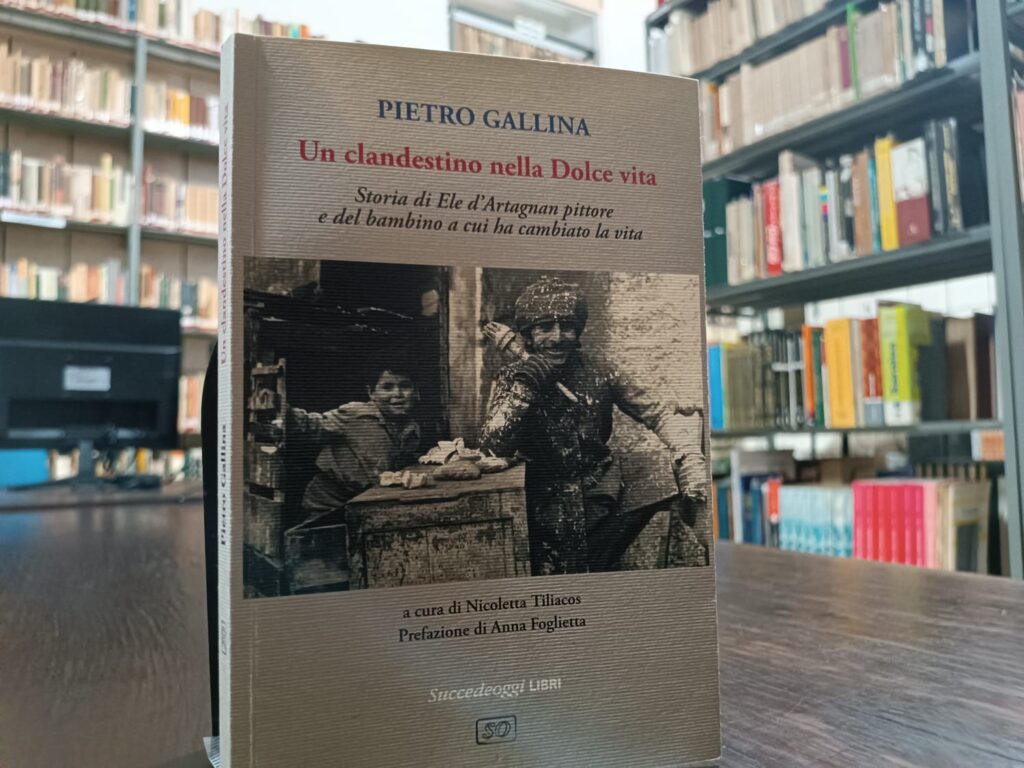 PIETRO GALLINA
Un clandestino nella Dolce vita
Storia di Ele d'Artagnan pittore
e del bambino a cui ha cambiato la vita
a cura di Nicoletta Tiliacos
Prefazione di Anna Foglietta
Succedeoggi LIBRI
SO
Pietro Gallina Un clandestino nella Dolce vita